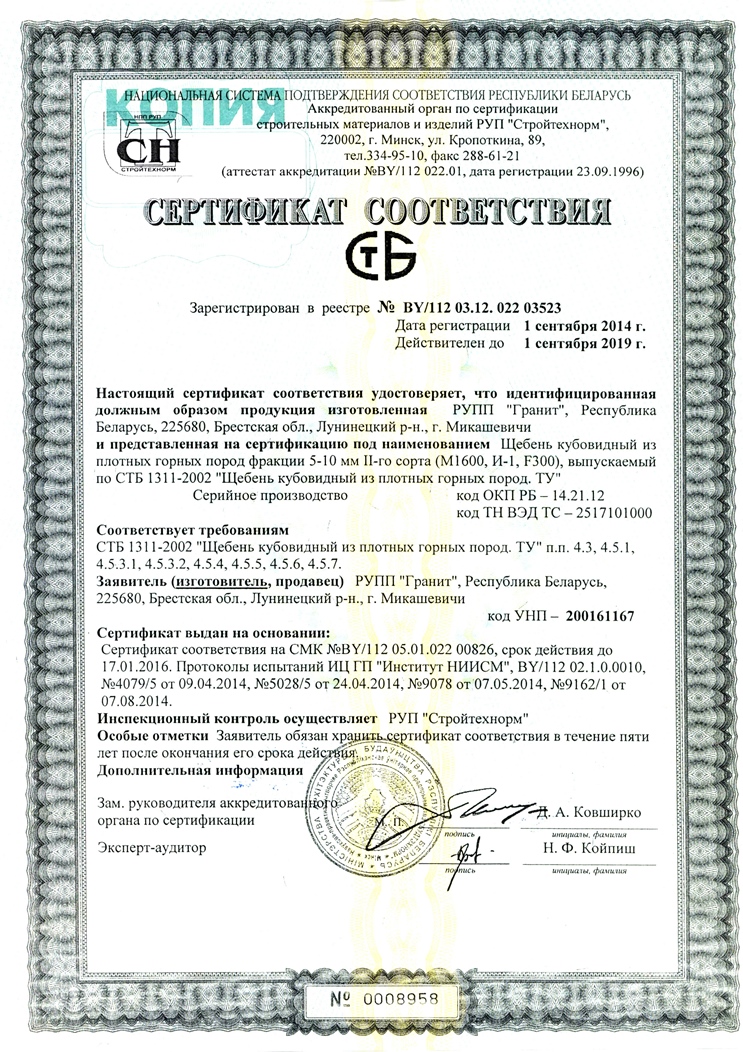 НАЦИОНАЛЬНАЯ СИСТЕМА ПОДТВЕРЖДЕНИЯ СООТВЕТСТВИЯ РЕСПУБЛИКИ БЕЛАРУСЬ
КОПИЯ
Аккредитованный орган по сертификации
строительных материалов и изделий РУП "Стройтехнорм",
220002, г. Минск, ул. Кропоткина, 89,
тел.334-95-10, факс 288-61-21
(аттестат аккредитации №BY/112 022.01, дата регистрации 23.09.1996)
НПП РУП
СН
СТРОЙТЕХНОРМ
СЕРТИФИКАТ СООТВЕТСТВИЯ
СТБ
Зарегистрирован в реестре № BY/112 03.12. 022 03523
Дата регистрации 1 сентября 2014 г.
Действителен до 1 сентября 2019 г.
Настоящий сертификат соответствия удостоверяет, что идентифицированная
должным образом продукция изготовленная РУПП "Гранит", Республика
Беларусь, 225680, Брестская обл., Лунинецкий р-н., г. Микашевичи
и представленная на сертификацию под наименованием Щебень кубовидный из
плотных горных пород фракции 5-10 мм II-го сорта (М1600, И-1, F300), выпускаемый
по СТБ 1311-2002 "Щебень кубовидный из плотных горных пород. ТУ"
Серийное производство код ОКП РБ – 14.21.12
код ТН ВЭД ТС – 2517101000
Соответствует требованиям
СТБ 1311-2002 "Щебень кубовидный из плотных горных пород. ТУ" п.п. 4.3, 4.5.1,
4.5.3.1, 4.5.3.2, 4.5.4, 4.5.5, 4.5.6, 4.5.7.
Заявитель (изготовитель, продавец) РУПП "Гранит", Республика Беларусь,
225680, Брестская обл., Лунинецкий р-н., г. Микашевичи
код УНП – 200161167
Сертификат выдан на основании:
Сертификат соответствия на СМК №BY/112 05.01.022 00826, срок действия до
17.01.2016. Протоколы испытаний ИЦ ГП "Институт НИИСМ", BY/112 02.1.0.0010,
№4079/5 от 09.04.2014, №5028/5 от 24.04.2014, №9078 от 07.05.2014, №9162/1 от
07.08.2014.
Инспекционный контроль осуществляет РУП "Стройтехнорм"
Особые отметки Заявитель обязан хранить сертификат соответствия в течение пяти
лет после окончания его срока действия.
Дополнительная информация
Зам. руководителя аккредитованного
органа по сертификации
М. П.
Д. А. Ковширко
подпись инициалы, фамилия
Эксперт-аудитор Н. Ф. Койпиш
подпись инициалы, фамилия
№ 0008958